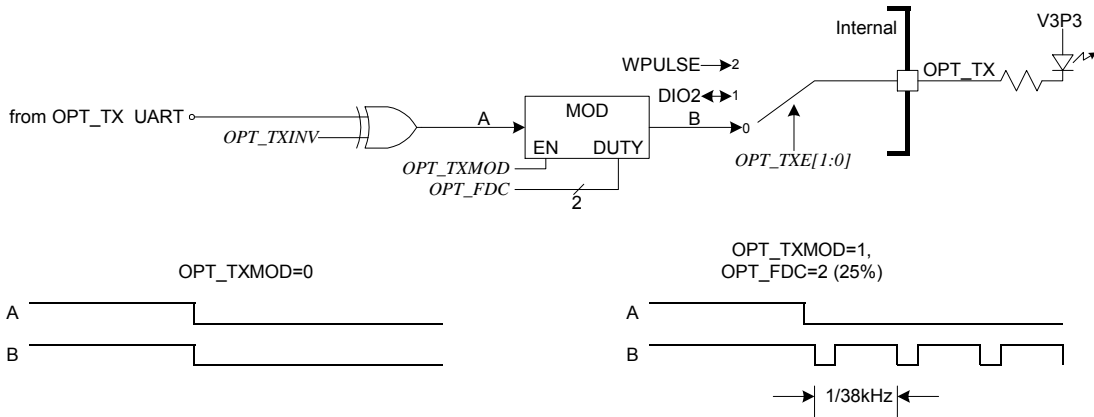 Internal
V3P3
WPULSE 2
OPT_TX
DIO2 1
from OPT_TX UART
OPT_TXINV
A
MOD
B
0
EN DUTY
OPT_TXMOD
OPT_FDC
2
OPT_TXE[1:0]
OPT_TXMOD=0
OPT_TXMOD=1,
OPT_FDC=2 (25%)
A
B
A
B
1/38kHz